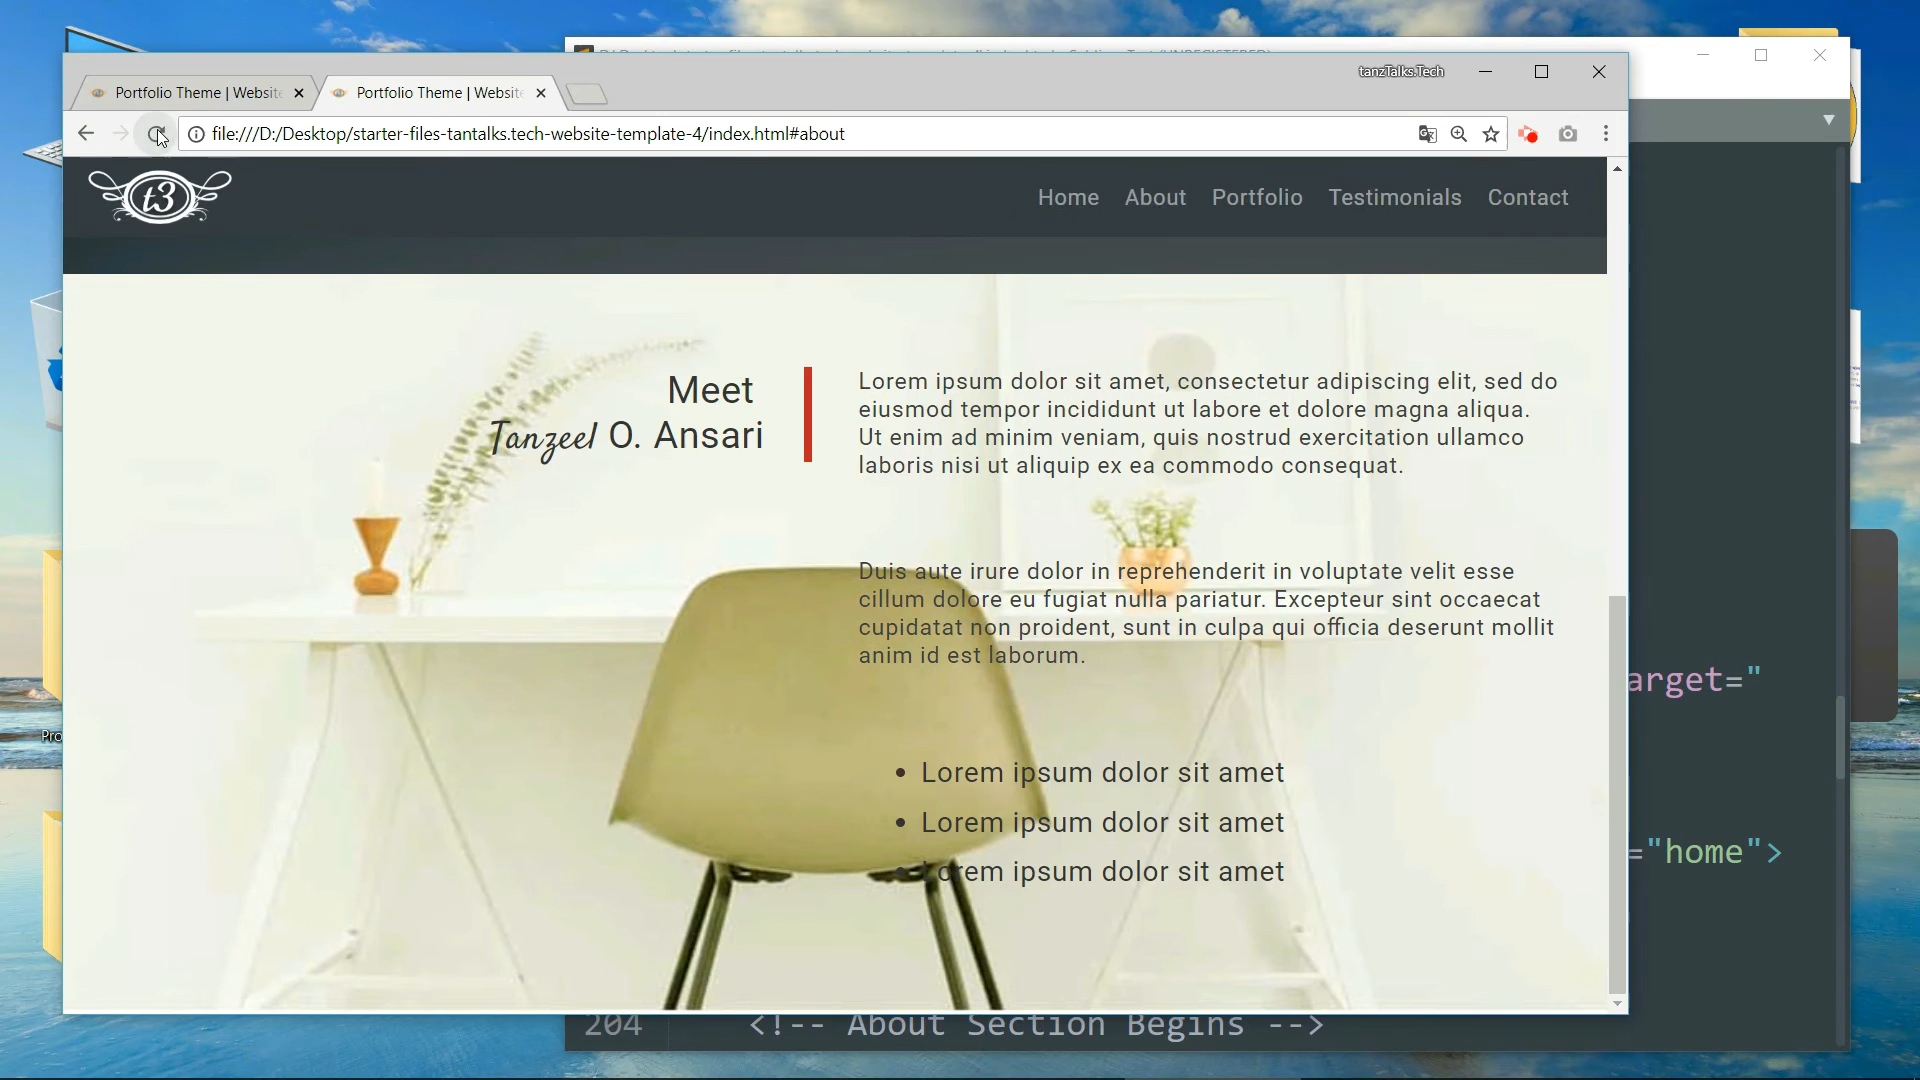 tanzTalks.Tech
Portfolio Theme | Website
Portfolio Theme | Website
file:///D:/Desktop/starter-files-tantalks.tech-website-template-4/index.html#about
t3
Home About Portfolio Testimonials Contact
Meet
Tanzeel O. Ansari
Lorem ipsum dolor sit amet, consectetur adipiscing elit, sed do
eiusmod tempor incididunt ut labore et dolore magna aliqua.
Ut enim ad minim veniam, quis nostrud exercitation ullamco
laboris nisi ut aliquip ex ea commodo consequat.
Duis aute irure dolor in reprehenderit in voluptate velit esse
cillum dolore eu fugiat nulla pariatur. Excepteur sint occaecat
cupidatat non proident, sunt in culpa qui officia deserunt mollit
anim id est laborum.
• Lorem ipsum dolor sit amet
• Lorem ipsum dolor sit amet
• Lorem ipsum dolor sit amet
arget="
="home">
204 <!-- About Section Begins -->
Pro